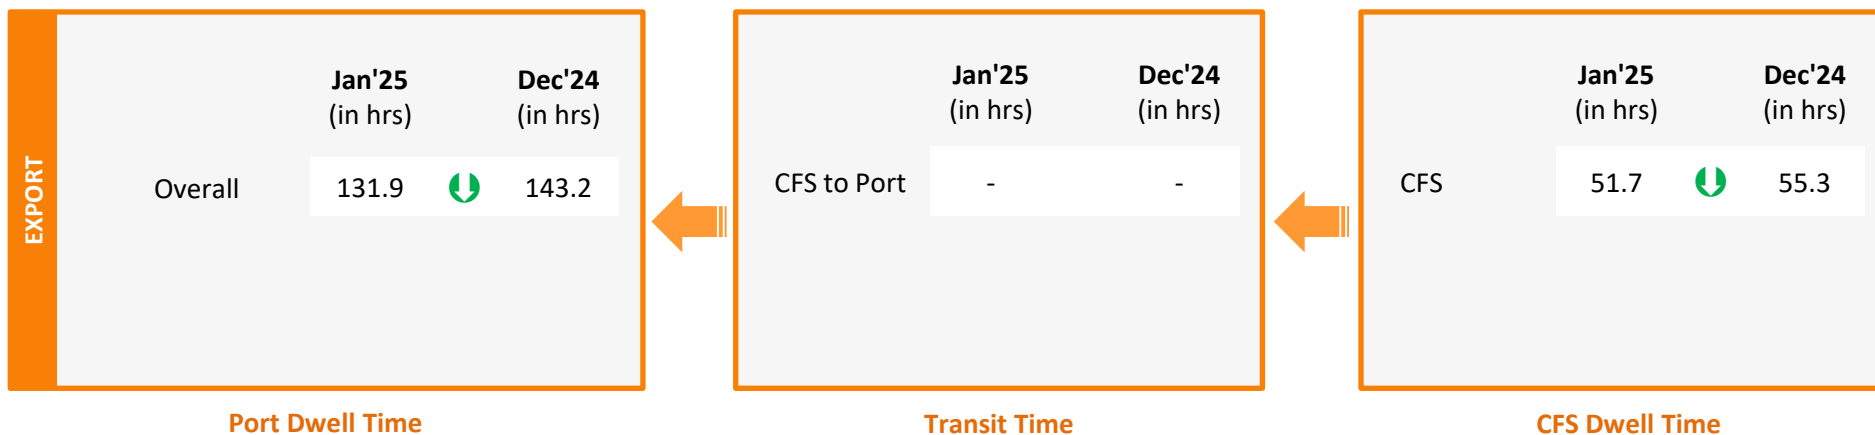 EXPORT
Jan'25 Dec'24
(in hrs) (in hrs)
Overall 131.9 143.2
Port Dwell Time
Jan'25 Dec'24
(in hrs) (in hrs)
CFS to Port - -
Transit Time
Jan'25 Dec'24
(in hrs) (in hrs)
CFS 51.7 55.3
CFS Dwell Time